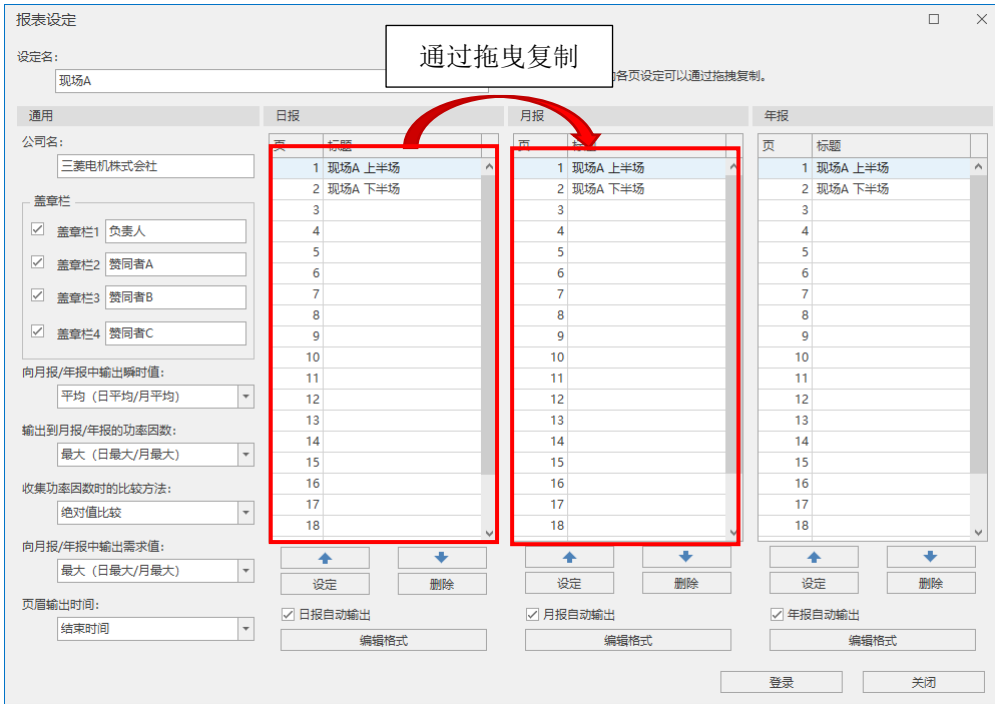 报表设定
设定名:
通过拖曳复制
现场A
各页设定可以通过拖拽复制。
通用
日报
月报
年报
公司名:
三菱电机株式会社
盖章栏
盖章栏1 负责人
盖章栏2 赞同者A
盖章栏3 赞同者B
盖章栏4 赞同者C
向月报/年报中输出瞬时值:
平均（日平均/月平均）
输出到月报/年报的功率因数:
最大（日最大/月最大）
收集功率因数时的比较方法:
绝对值比较
向月报/年报中输出需求值:
最大（日最大/月最大）
页眉输出时间:
结束时间
页 标题
1 现场A 上半场
2 现场A 下半场
3
4
5
6
7
8
9
10
11
12
13
14
15
16
17
18
设定 删除
日报自动输出
编辑格式
页 标题
1 现场A 上半场
2 现场A 下半场
3
4
5
6
7
8
9
10
11
12
13
14
15
16
17
18
设定 删除
月报自动输出
编辑格式
页 标题
1 现场A 上半场
2 现场A 下半场
3
4
5
6
7
8
9
10
11
12
13
14
15
16
17
18
设定 删除
年报自动输出
编辑格式
登录 关闭